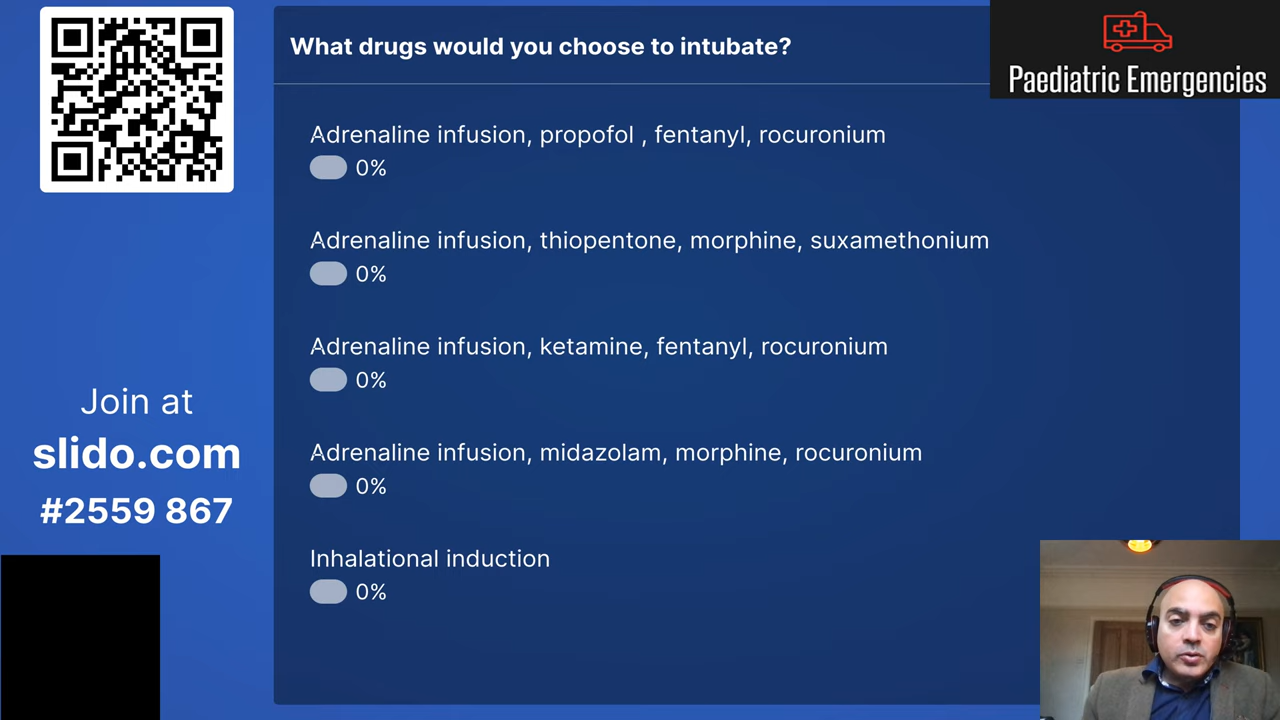 What drugs would you choose to intubate?
Paediatric Emergencies
Adrenaline infusion, propofol , fentanyl, rocuronium
0%
Adrenaline infusion, thiopentone, morphine, suxamethonium
0%
Adrenaline infusion, ketamine, fentanyl, rocuronium
0%
Adrenaline infusion, midazolam, morphine, rocuronium
0%
Inhalational induction
0%
Join at
slido.com
#2559 867